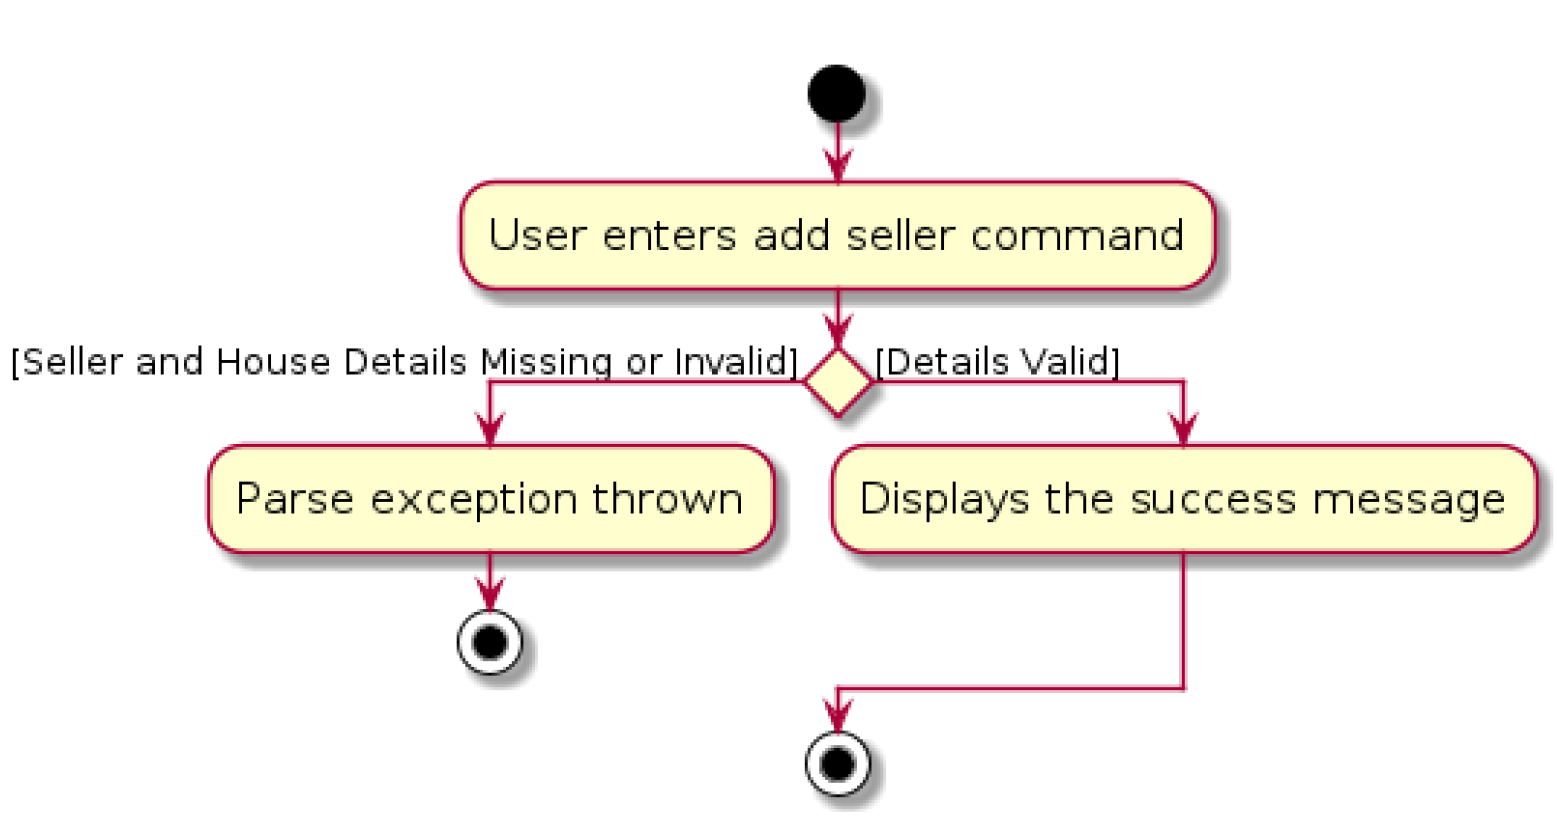 User enters add seller command
[Seller and House Details Missing or Invalid]
[Details Valid]
Parse exception thrown
Displays the success message